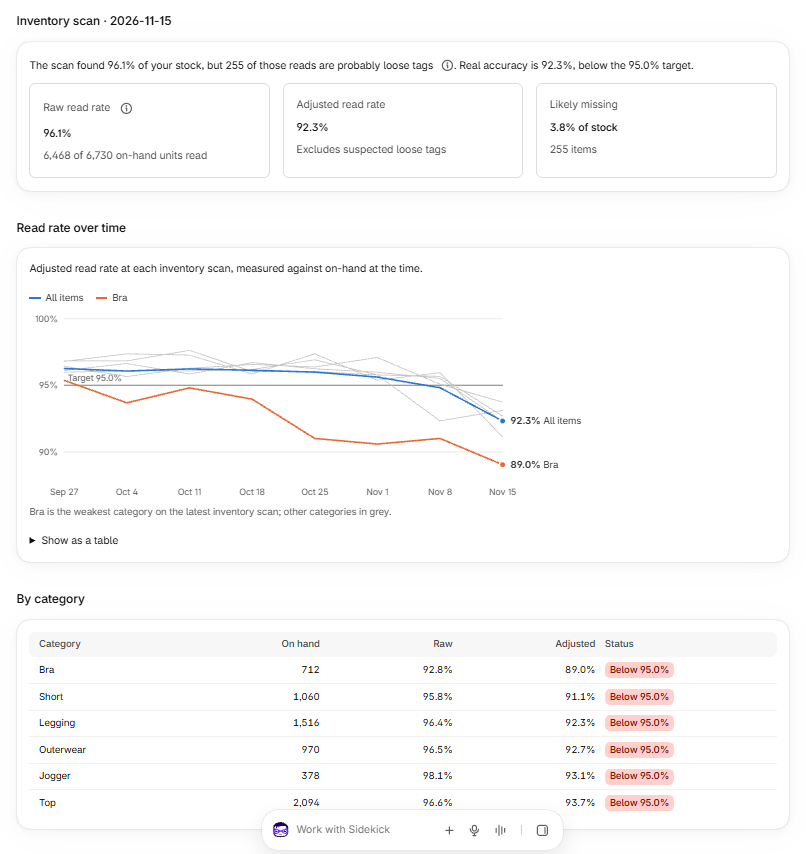 Inventory scan · 2026-11-15
The scan found 96.1% of your stock, but 255 of those reads are probably loose tags. Real accuracy is 92.3%, below the 95.0% target.
Raw read rate
96.1%
6,468 of 6,730 on-hand units read
Adjusted read rate
92.3%
Excludes suspected loose tags
Likely missing
3.8% of stock
255 items
Read rate over time
Adjusted read rate at each inventory scan, measured against on-hand at the time.
All items Bra
100%
Target 95.0%
95%
90%
92.3% All items
89.0% Bra
Sep 27 Oct 4 Oct 11 Oct 18 Oct 25 Nov 1 Nov 8 Nov 15
Bra is the weakest category on the latest inventory scan; other categories in grey.
Show as a table
By category
Category On hand Raw Adjusted Status
Bra 712 92.8% 89.0% Below 95.0%
Short 1,060 95.8% 91.1% Below 95.0%
Legging 1,516 96.4% 92.3% Below 95.0%
Outerwear 970 96.5% 92.7% Below 95.0%
Jogger 378 98.1% 93.1% Below 95.0%
Top 2,094 96.6% 93.7% Below 95.0%
Work with Sidekick